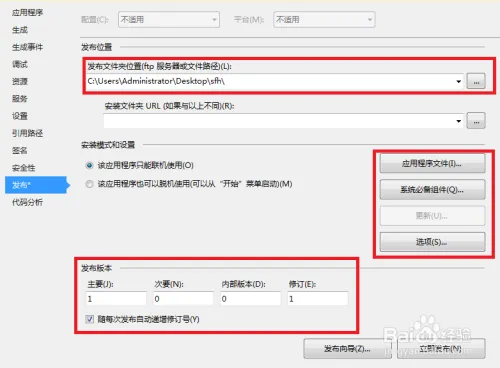 应用程序
生成
生成事件
调试
资源
服务
设置
引用路径
签名
安全性
发布*
代码分析
配置(C): 不适用 平台(M): 不适用
发布位置
发布文件夹位置(ftp 服务器或文件路径)(L):
C:\Users\Administrator\Desktop\sfh\ ...
安装文件夹 URL (如果与以上不同)(R):
...
安装模式和设置
该应用程序只能联机使用(O)
该应用程序也可以脱机使用(可以从“开始”菜单启动)(M)
应用程序文件(I)...
系统必备组件(Q)...
更新(U)...
选项(S)...
发布版本
主要(J): 次要(N): 内部版本(D): 修订(E):
1 0 0 1
随每次发布自动递增修订号(Y)
发布向导(Z)... 立即发布(N)
Baidu 经验
jingyan.baidu.com